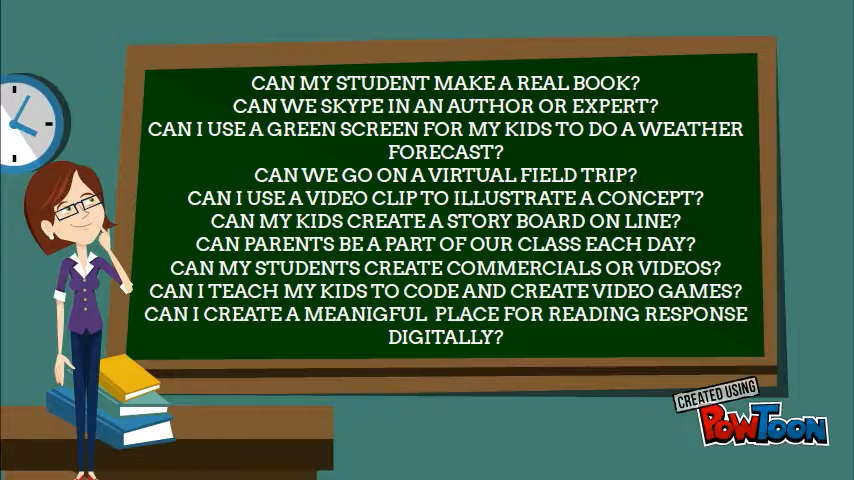 CAN MY STUDENT MAKE A REAL BOOK?
CAN WE SKYPE IN AN AUTHOR OR EXPERT?
CAN I USE A GREEN SCREEN FOR MY KIDS TO DO A WEATHER
FORECAST?
CAN WE GO ON A VIRTUAL FIELD TRIP?
CAN I USE A VIDEO CLIP TO ILLUSTRATE A CONCEPT?
CAN MY KIDS CREATE A STORY BOARD ON LINE?
CAN PARENTS BE A PART OF OUR CLASS EACH DAY?
CAN MY STUDENTS CREATE COMMERCIALS OR VIDEOS?
CAN I TEACH MY KIDS TO CODE AND CREATE VIDEO GAMES?
CAN I CREATE A MEANIGFUL  PLACE FOR READING RESPONSE
DIGITALLY?
CREATED USING
POWTOON